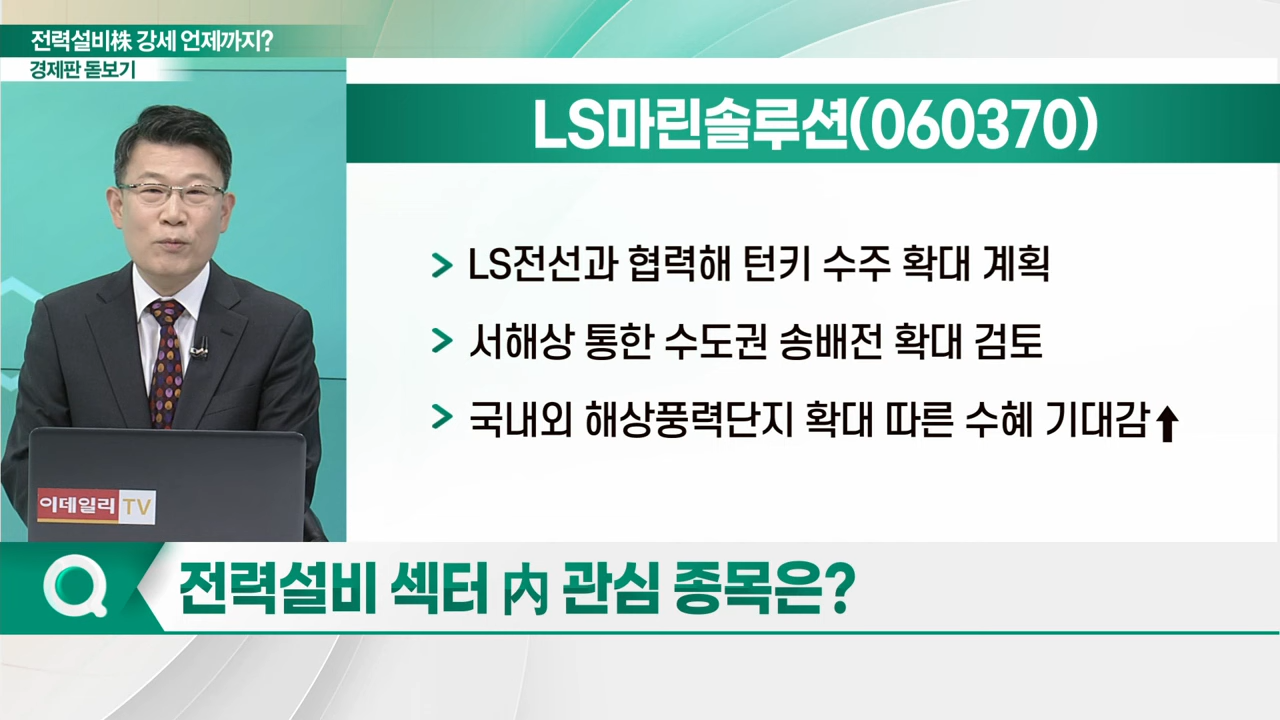 전력설비株 강세 언제까지?
경제판 돋보기
LS마린솔루션(060370)
> LS전선과 협력해 턴키 수주 확대 계획
> 서해상 통한 수도권 송배전 확대 검토
> 국내외 해상풍력단지 확대 따른 수혜 기대감↑
이데일리 TV
Q 전력설비 섹터 內 관심 종목은?